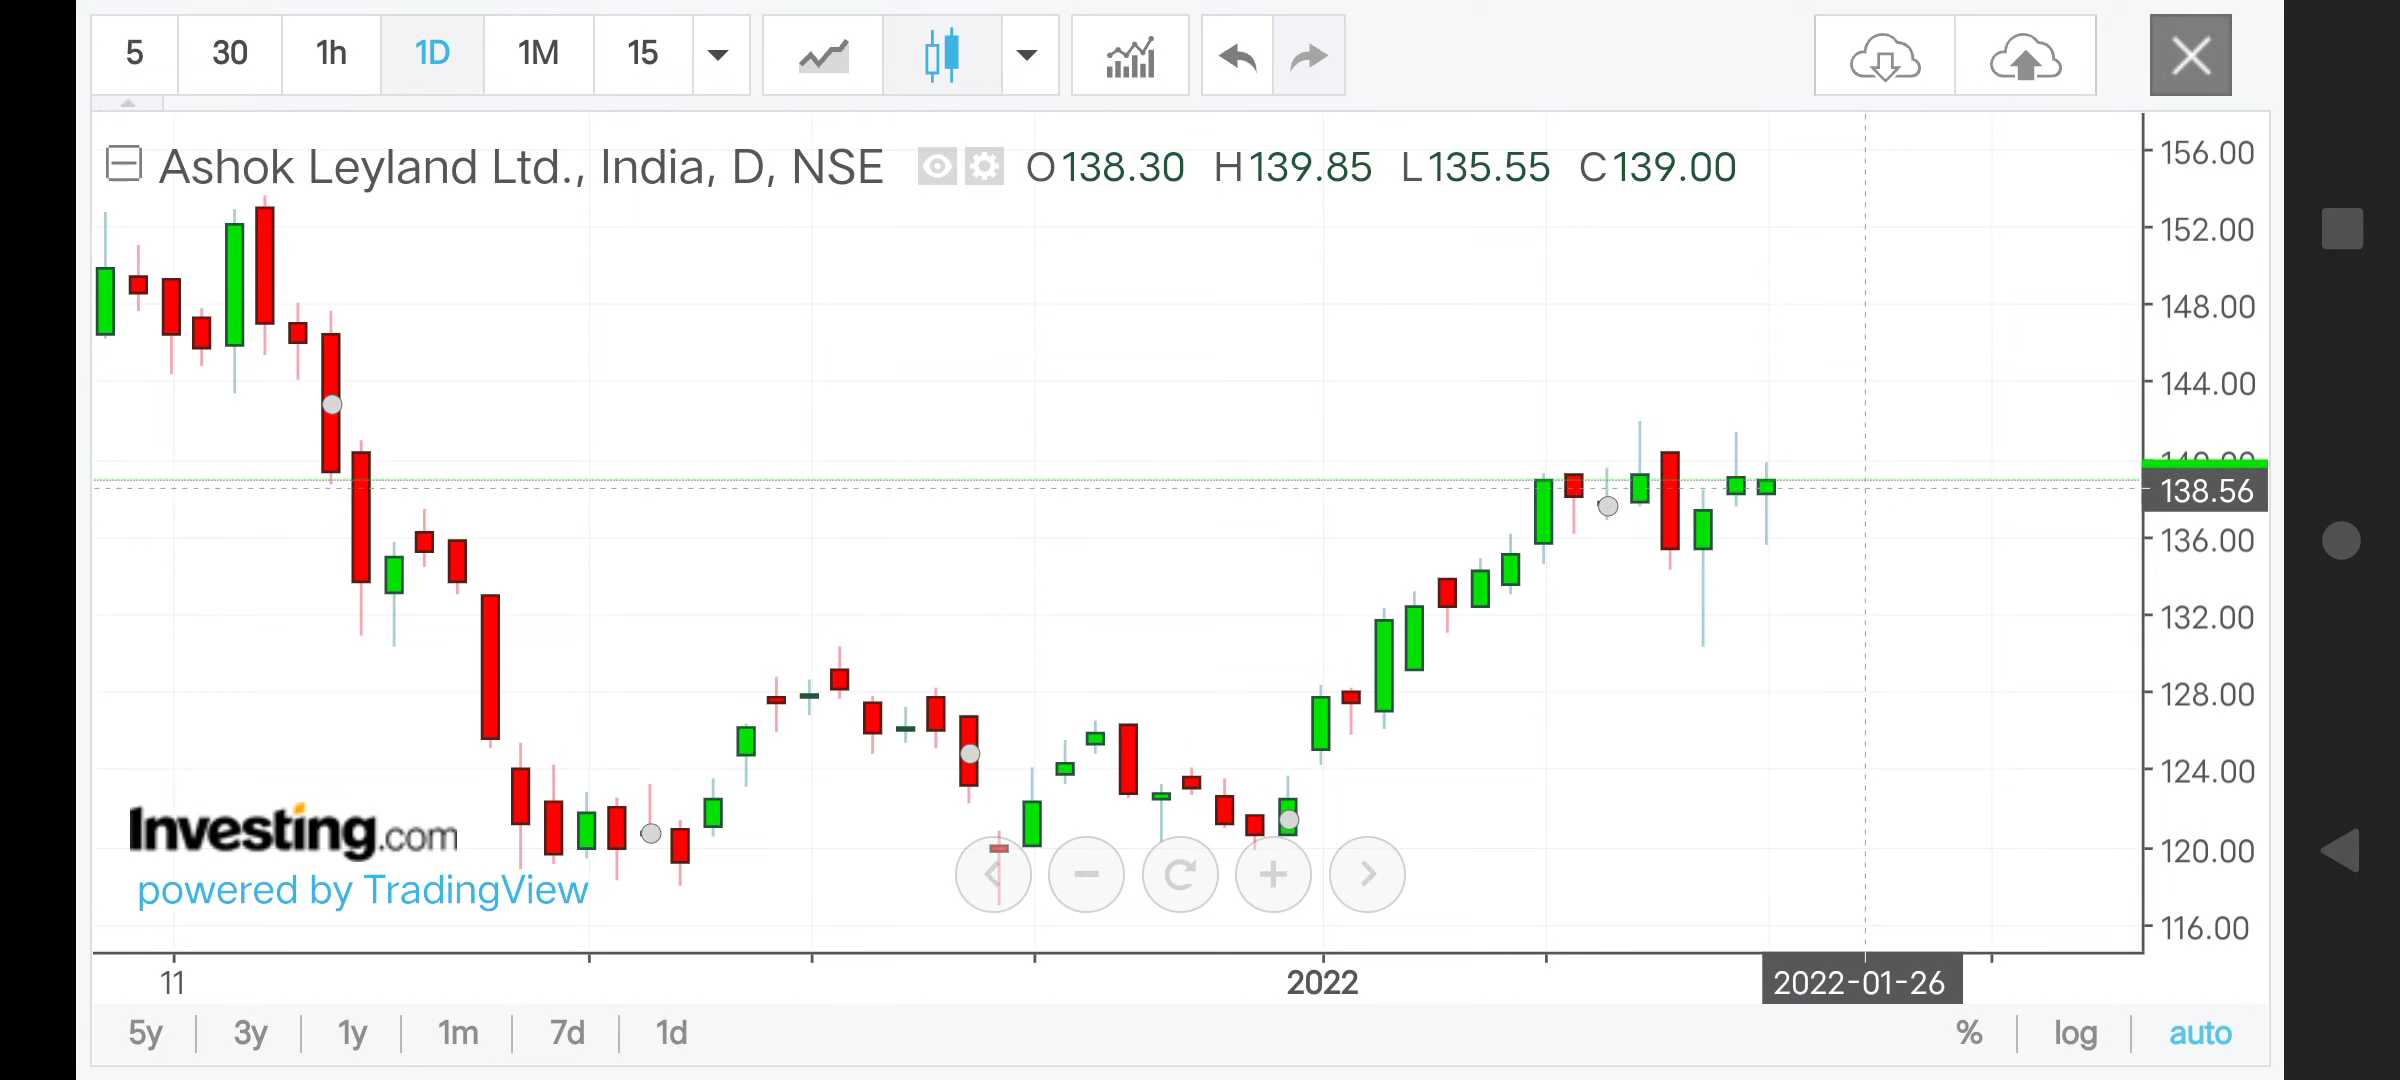 5 30 1h 1D 1M 15
Ashok Leyland Ltd., India, D, NSE O138.30 H139.85 L135.55 C139.00
156.00
152.00
148.00
144.00
140.00
138.56
136.00
132.00
128.00
124.00
120.00
116.00
Investing.com
powered by TradingView
11 2022 2022-01-26
5y 3y 1y 1m 7d 1d % log auto